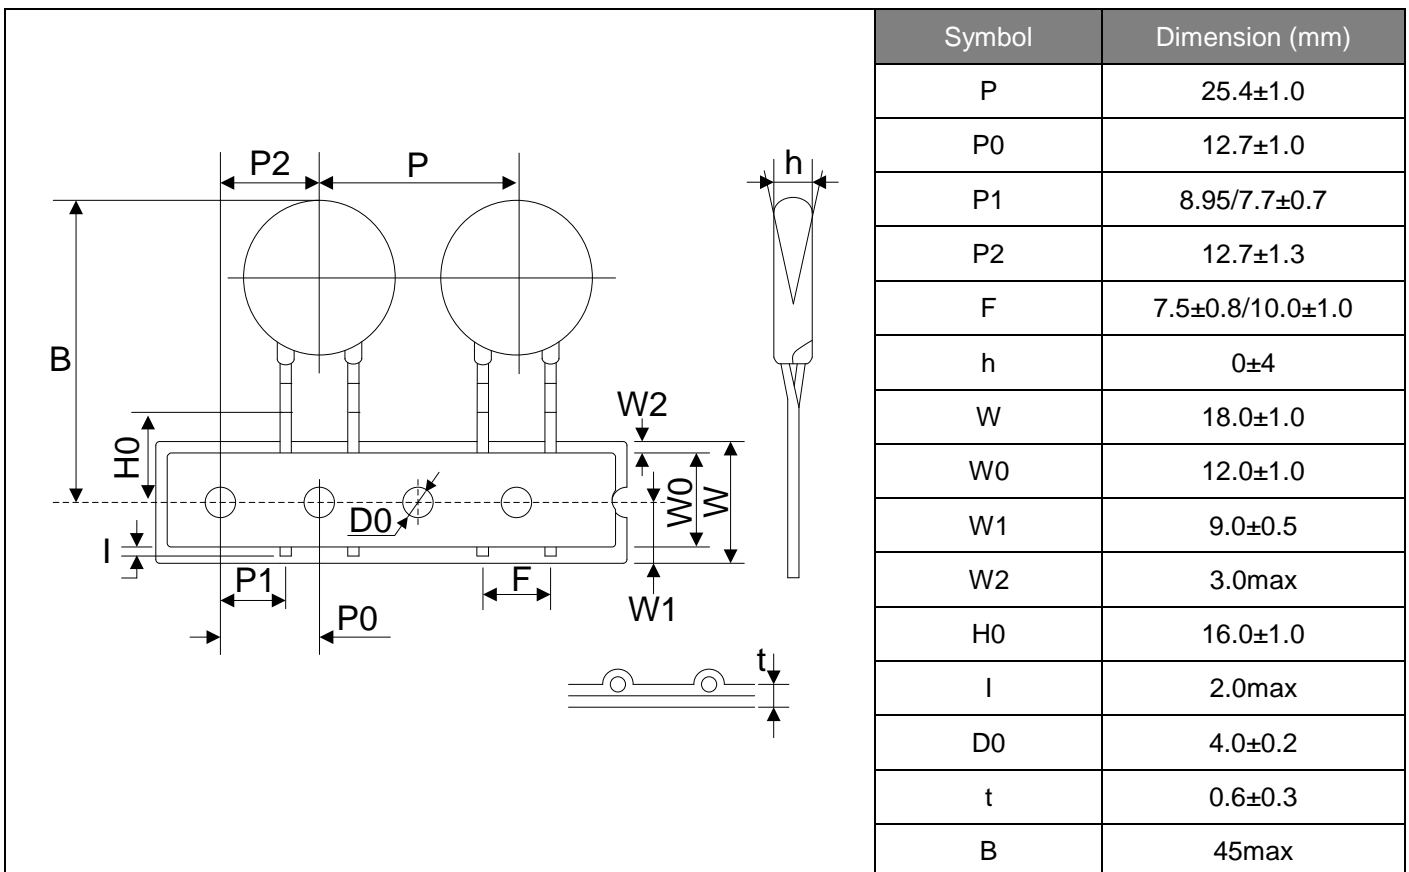 P2 P
h
B
W2
H0
W0
W
D0
I
P1 F
P0 W1
t
Symbol Dimension (mm)
P 25.4±1.0
P0 12.7±1.0
P1 8.95/7.7±0.7
P2 12.7±1.3
F 7.5±0.8/10.0±1.0
h 0±4
W 18.0±1.0
W0 12.0±1.0
W1 9.0±0.5
W2 3.0max
H0 16.0±1.0
I 2.0max
D0 4.0±0.2
t 0.6±0.3
B 45max